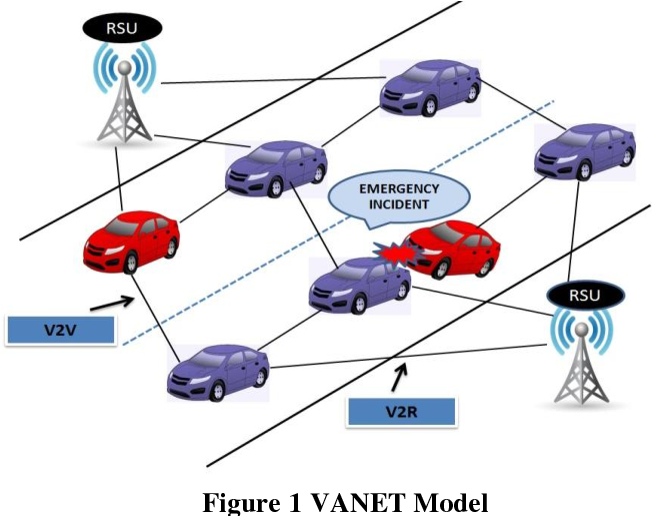 RSU
EMERGENCY
INCIDENT
RSU
V2V
V2R
Figure 1 VANET Model